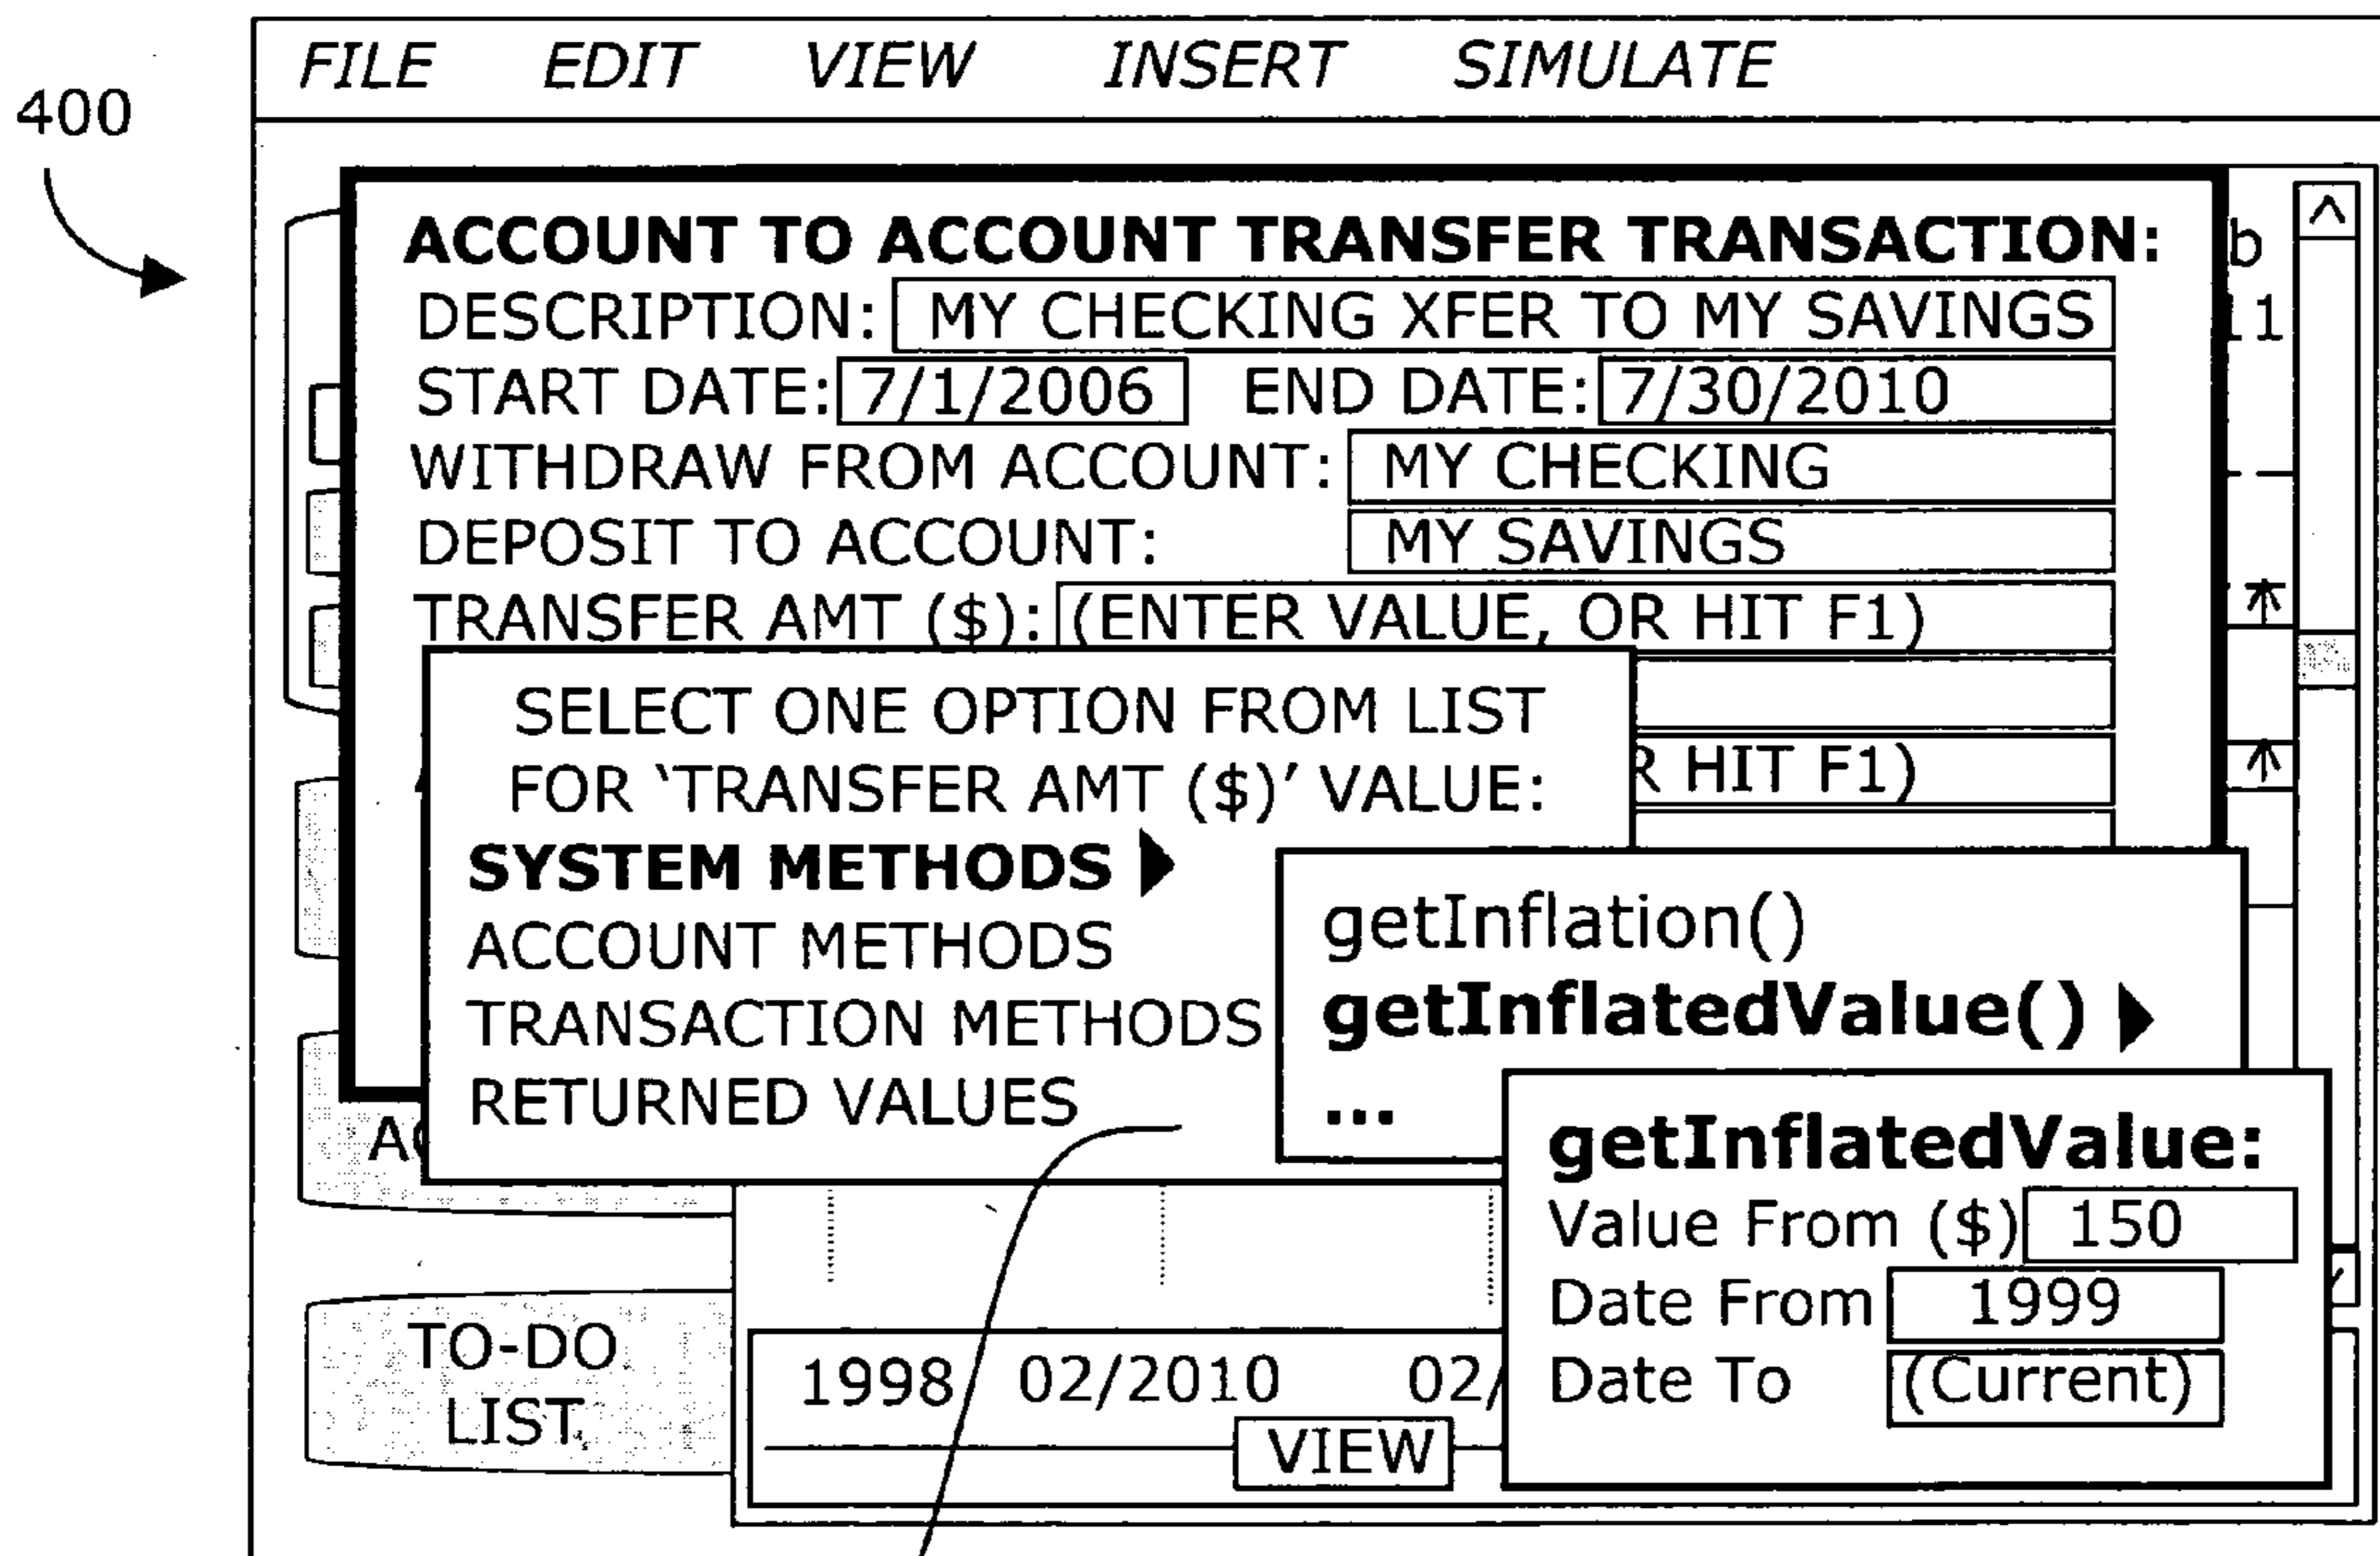 FILE EDIT VIEW INSERT SIMULATE
400
ACCOUNT TO ACCOUNT TRANSFER TRANSACTION:
DESCRIPTION: MY CHECKING XFER TO MY SAVINGS
START DATE: 7/1/2006 END DATE: 7/30/2010
WITHDRAW FROM ACCOUNT: MY CHECKING
DEPOSIT TO ACCOUNT: MY SAVINGS
TRANSFER AMT ($): (ENTER VALUE, OR HIT F1)
SELECT ONE OPTION FROM LIST
FOR ‘TRANSFER AMT ($)’ VALUE:
HIT F1)
SYSTEM METHODS
ACCOUNT METHODS
TRANSACTION METHODS
RETURNED VALUES
getInflation()
getInflatedValue()
...
getInflatedValue:
Value From ($) 150
Date From 1999
Date To (Current)
TO-DO
LIST
1998 02/2010 02/
VIEW